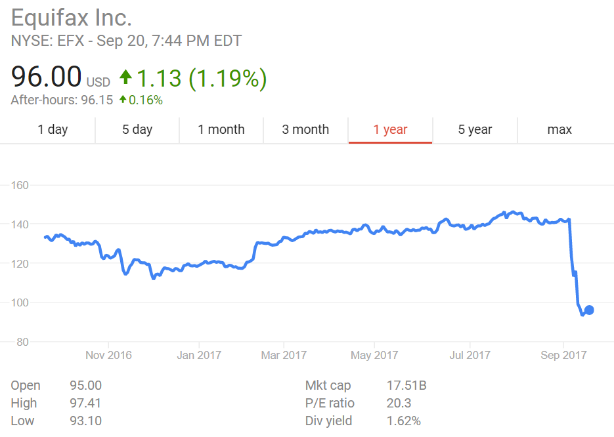 Equifax Inc.
NYSE: EFX - Sep 20, 7:44 PM EDT
96.00 USD 1.13 (1.19%)
After-hours: 96.15 0.16%
1 day 5 day 1 month 3 month 1 year 5 year max
160
140
120
100
80
Nov 2016 Jan 2017 Mar 2017 May 2017 Jul 2017 Sep 2017
Open 95.00 Mkt cap 17.51B
High 97.41 P/E ratio 20.3
Low 93.10 Div yield 1.62%